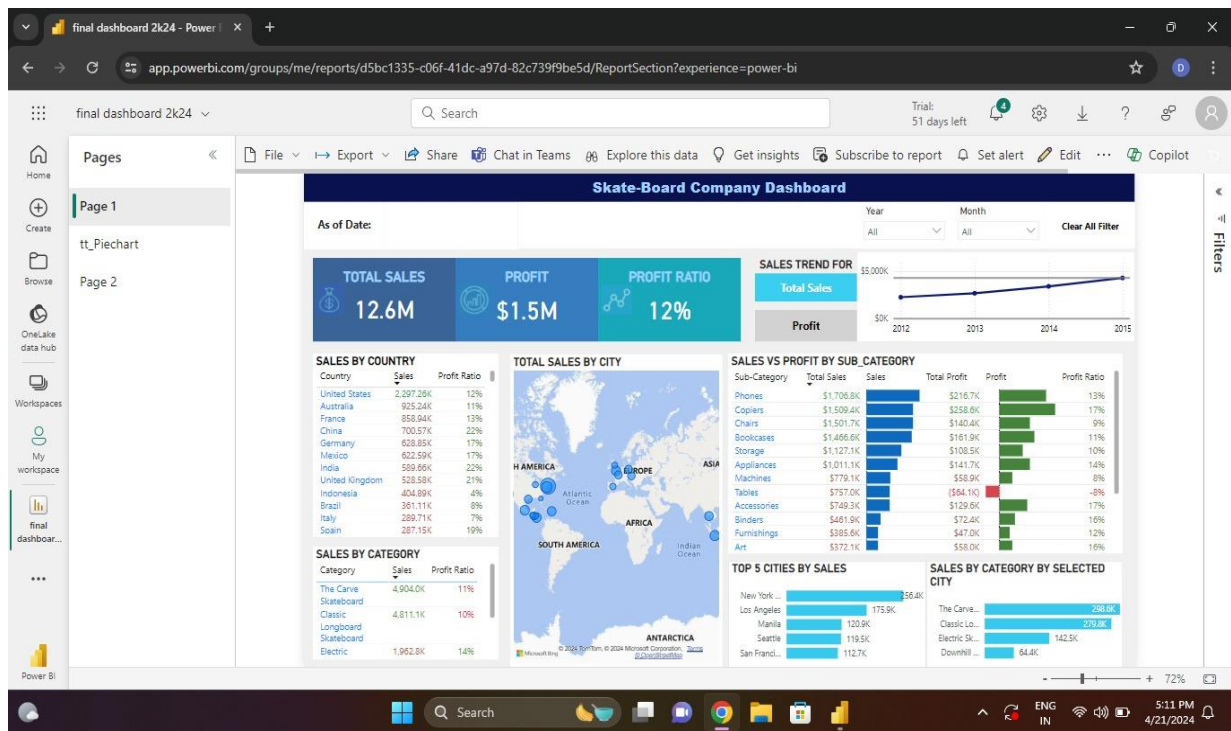 final dashboard 2k24 - Power
app.powerbi.com/groups/me/reports/d5bc1335-c06f-41dc-a97d-82c739f9be5d/ReportSection?experience=power-bi
D
final dashboard 2k24
Search
Trial:
51 days left
4
Home
Create
Browse
OneLake
data hub
Workspaces
My
workspace
final
dashboar...
Power BI
Pages
Page 1
tt_Piechart
Page 2
File Export Share Chat in Teams Explore this data Get insights Subscribe to report Set alert Edit ... Copilot
Filters
Skate-Board Company Dashboard
As of Date:
Year Month
All All Clear All Filter
TOTAL SALES PROFIT PROFIT RATIO
12.6M $1.5M 12%
SALES TREND FOR
Total Sales
Profit
$5,000K
$0K
2012 2013 2014 2015
SALES BY COUNTRY
Country Sales Profit Ratio
United States 2,297.26K 12%
Australia 925.24K 11%
France 858.94K 13%
China 700.57K 22%
Germany 628.85K 17%
Mexico 622.59K 17%
India 589.66K 22%
United Kingdom 528.58K 21%
Indonesia 404.89K 4%
Brazil 361.11K 8%
Italy 289.71K 7%
Spain 287.15K 19%
SALES BY CATEGORY
Category Sales Profit Ratio
The Carve Skateboard 4,904.0K 11%
Classic Longboard Skateboard 4,811.1K 10%
Electric 1,962.8K 14%
TOTAL SALES BY CITY
H AMERICA
EUROPE
ASIA
Atlantic
Ocean
AFRICA
SOUTH AMERICA
Indian
Ocean
ANTARCTICA
Microsoft Bing
© 2024 TomTom, © 2024 Microsoft Corporation, Terms
© OpenStreetMap
SALES VS PROFIT BY SUB_CATEGORY
Sub-Category Total Sales Sales Total Profit Profit Profit Ratio
Phones $1,706.8K $216.7K 13%
Copiers $1,509.4K $258.6K 17%
Chairs $1,501.7K $140.4K 9%
Bookcases $1,466.6K $161.9K 11%
Storage $1,127.1K $108.5K 10%
Appliances $1,011.1K $141.7K 14%
Machines $779.1K $58.9K 8%
Tables $757.0K ($64.1K) -8%
Accessories $749.3K $129.6K 17%
Binders $461.9K $72.4K 16%
Furnishings $385.6K $47.0K 12%
Art $372.1K $58.0K 16%
TOP 5 CITIES BY SALES
New York ... 256.4K
Los Angeles 175.9K
Manila 120.9K
Seattle 119.5K
San Franci... 112.7K
SALES BY CATEGORY BY SELECTED
CITY
The Carve... 298.6K
Classic Lo... 279.8K
Electric Sk... 142.5K
Downhill ... 64.4K
72%
Search
ENG
IN
5:11 PM
4/21/2024